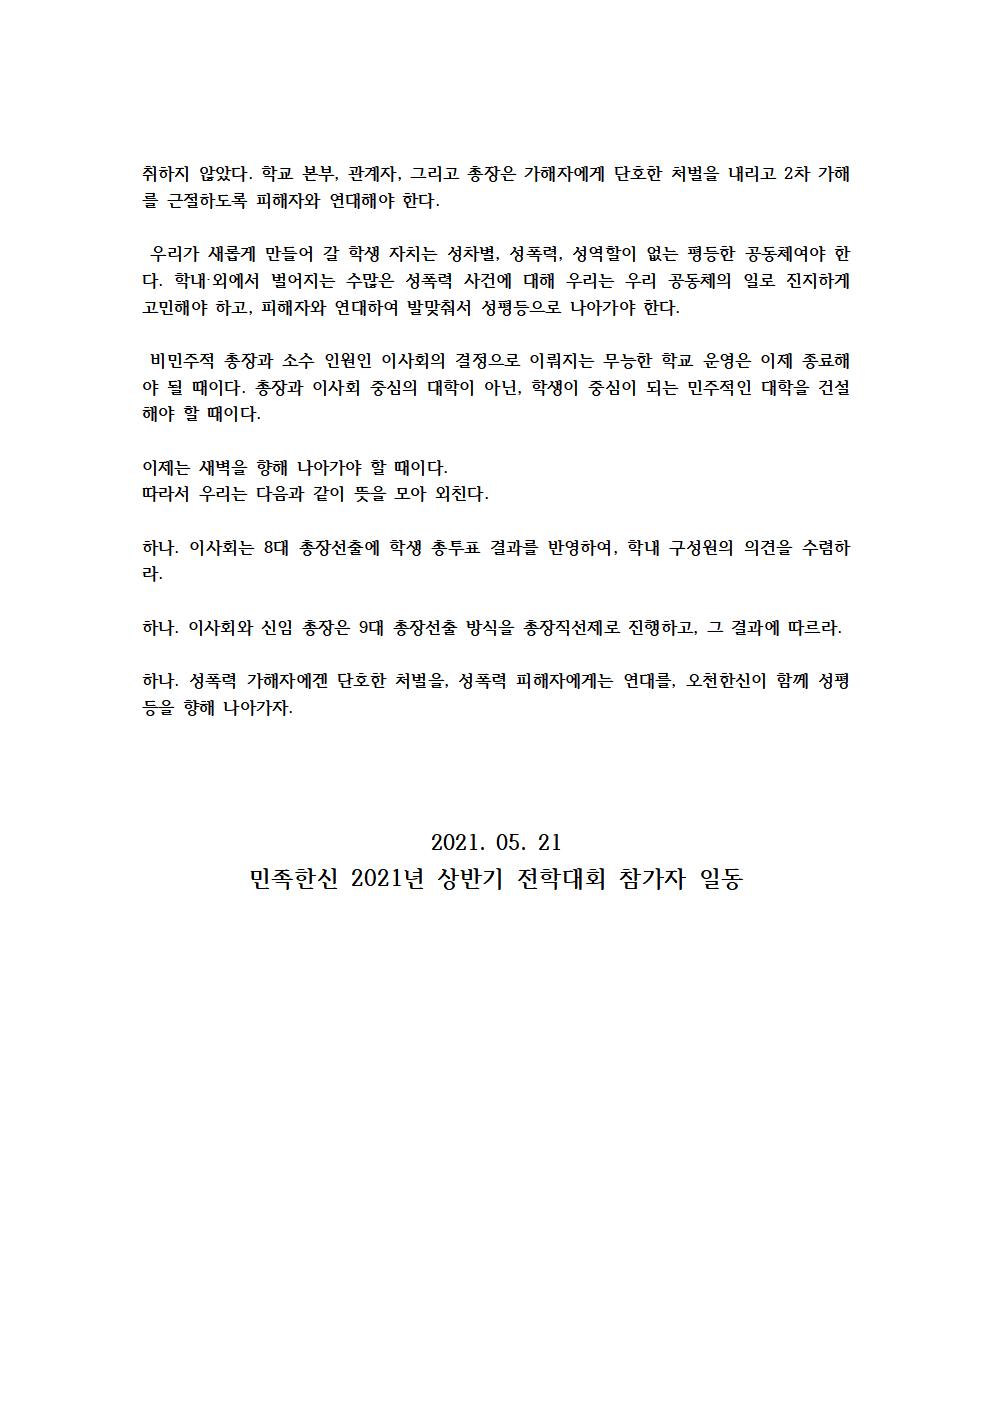 취하지 않았다. 학교 본부, 관계자, 그리고 총장은 가해자에게 단호한 처벌을 내리고 2차 가해
를 근절하도록 피해자와 연대해야 한다.
우리가 새롭게 만들어 갈 학생 자치는 성차별, 성폭력, 성역할이 없는 평등한 공동체여야 한
다. 학내·외에서 벌어지는 수많은 성폭력 사건에 대해 우리는 우리 공동체의 일로 진지하게
고민해야 하고, 피해자와 연대하여 발맞춰서 성평등으로 나아가야 한다.
비민주적 총장과 소수 인원인 이사회의 결정으로 이뤄지는 무능한 학교 운영은 이제 종료해
야 될 때이다. 총장과 이사회 중심의 대학이 아닌, 학생이 중심이 되는 민주적인 대학을 건설
해야 할 때이다.
이제는 새벽을 향해 나아가야 할 때이다.
따라서 우리는 다음과 같이 뜻을 모아 외친다.
하나. 이사회는 8대 총장선출에 학생 총투표 결과를 반영하여, 학내 구성원의 의견을 수렴하
라.
하나. 이사회와 신임 총장은 9대 총장선출 방식을 총장직선제로 진행하고, 그 결과에 따르라.
하나. 성폭력 가해자에겐 단호한 처벌을, 성폭력 피해자에게는 연대를, 오천한신이 함께 성평
등을 향해 나아가자.
2021. 05. 21
민족한신 2021년 상반기 전학대회 참가자 일동